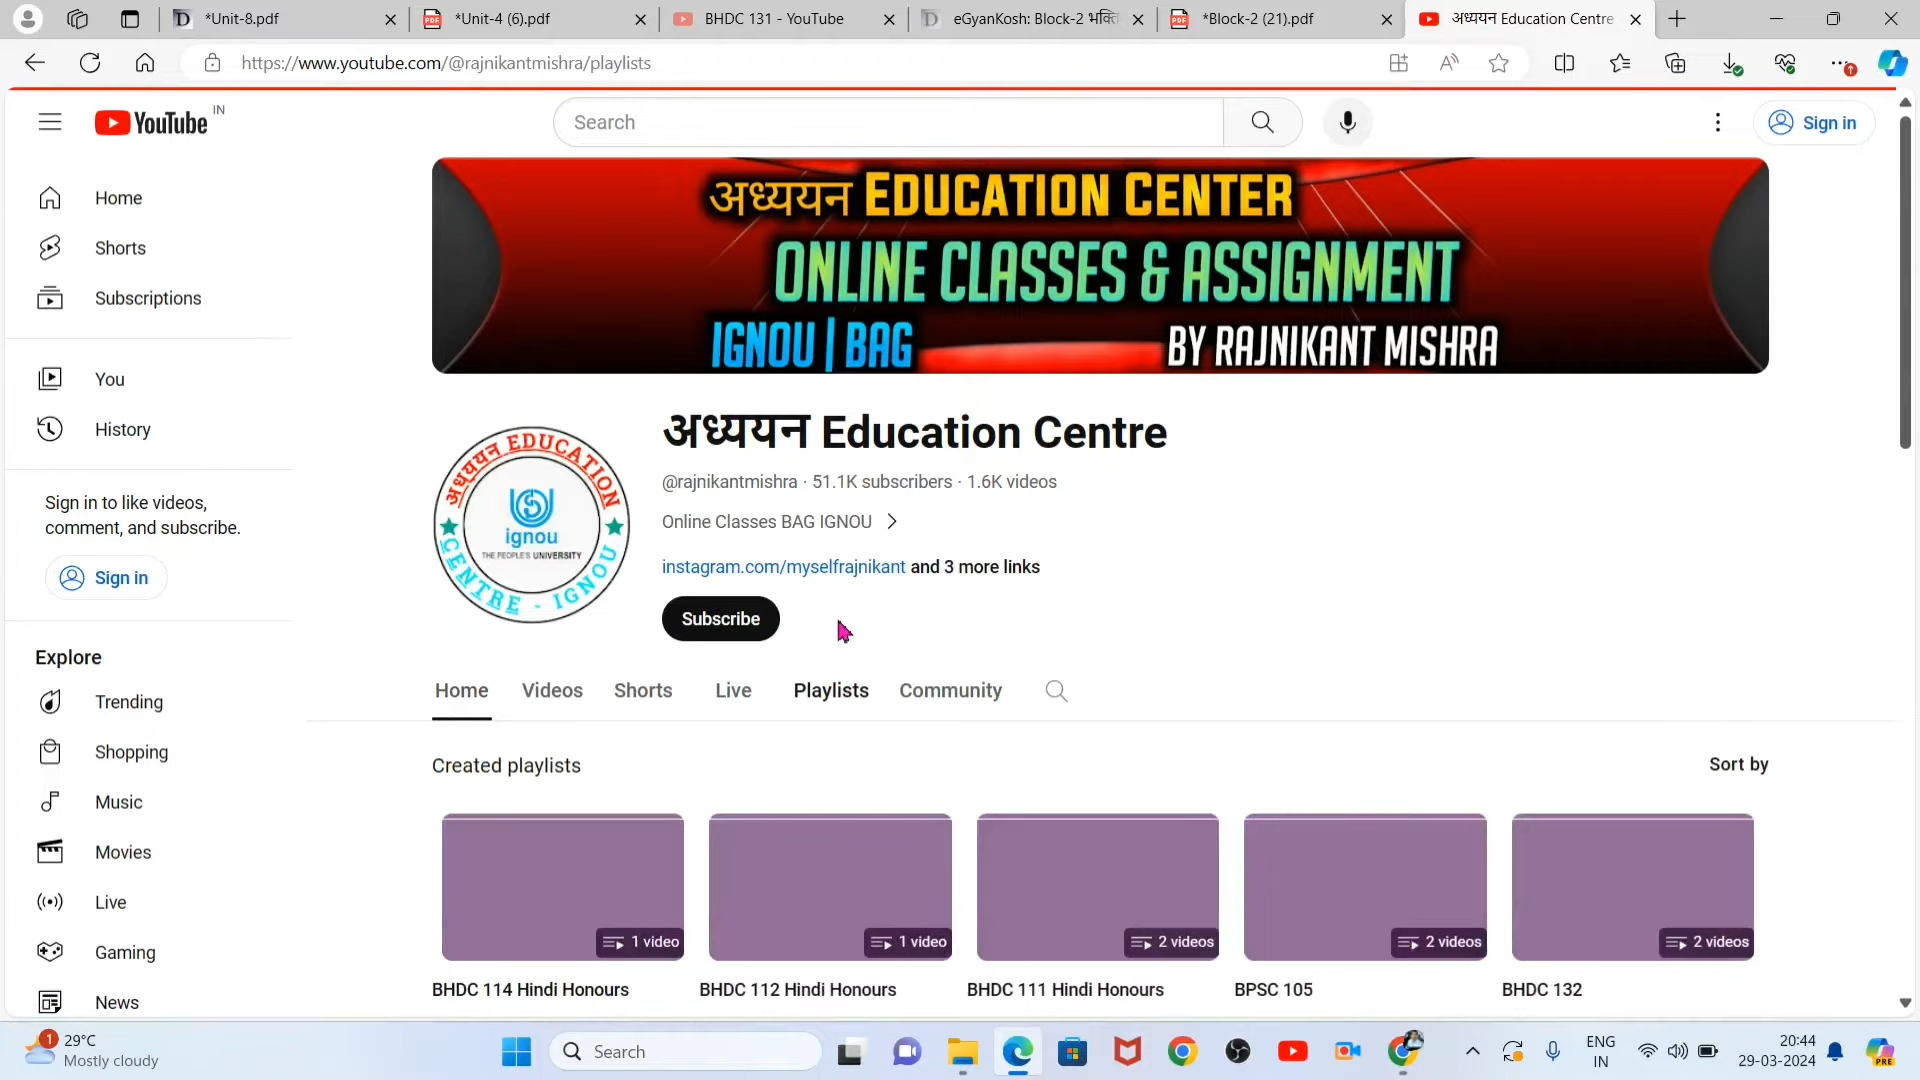 *Unit-8.pdf
*Unit-4 (6).pdf
BHDC 131 - YouTube
eGyanKosh: Block-2 भक्ति
*Block-2 (21).pdf
अध्ययन Education Centre
https://www.youtube.com/@rajnikantmishra/playlists
YouTube IN
Search
Sign in
Home
Shorts
Subscriptions
You
History
Sign in to like videos,
comment, and subscribe.
Sign in
Explore
Trending
Shopping
Music
Movies
Live
Gaming
News
अध्ययन EDUCATION CENTER
ONLINE CLASSES & ASSIGNMENT
IGNOU | BAG
BY RAJNIKANT MISHRA
अध्ययन EDUCATION
ignou
THE PEOPLE'S UNIVERSITY
CENTRE - IGNOU
अध्ययन Education Centre
@rajnikantmishra · 51.1K subscribers · 1.6K videos
Online Classes BAG IGNOU
instagram.com/myselfrajnikant and 3 more links
Subscribe
Home Videos Shorts Live Playlists Community
Created playlists
Sort by
1 video
1 video
2 videos
2 videos
2 videos
BHDC 114 Hindi Honours
BHDC 112 Hindi Honours
BHDC 111 Hindi Honours
BPSC 105
BHDC 132
1
29°C
Mostly cloudy
Search
ENG
IN
20:44
29-03-2024
PRE